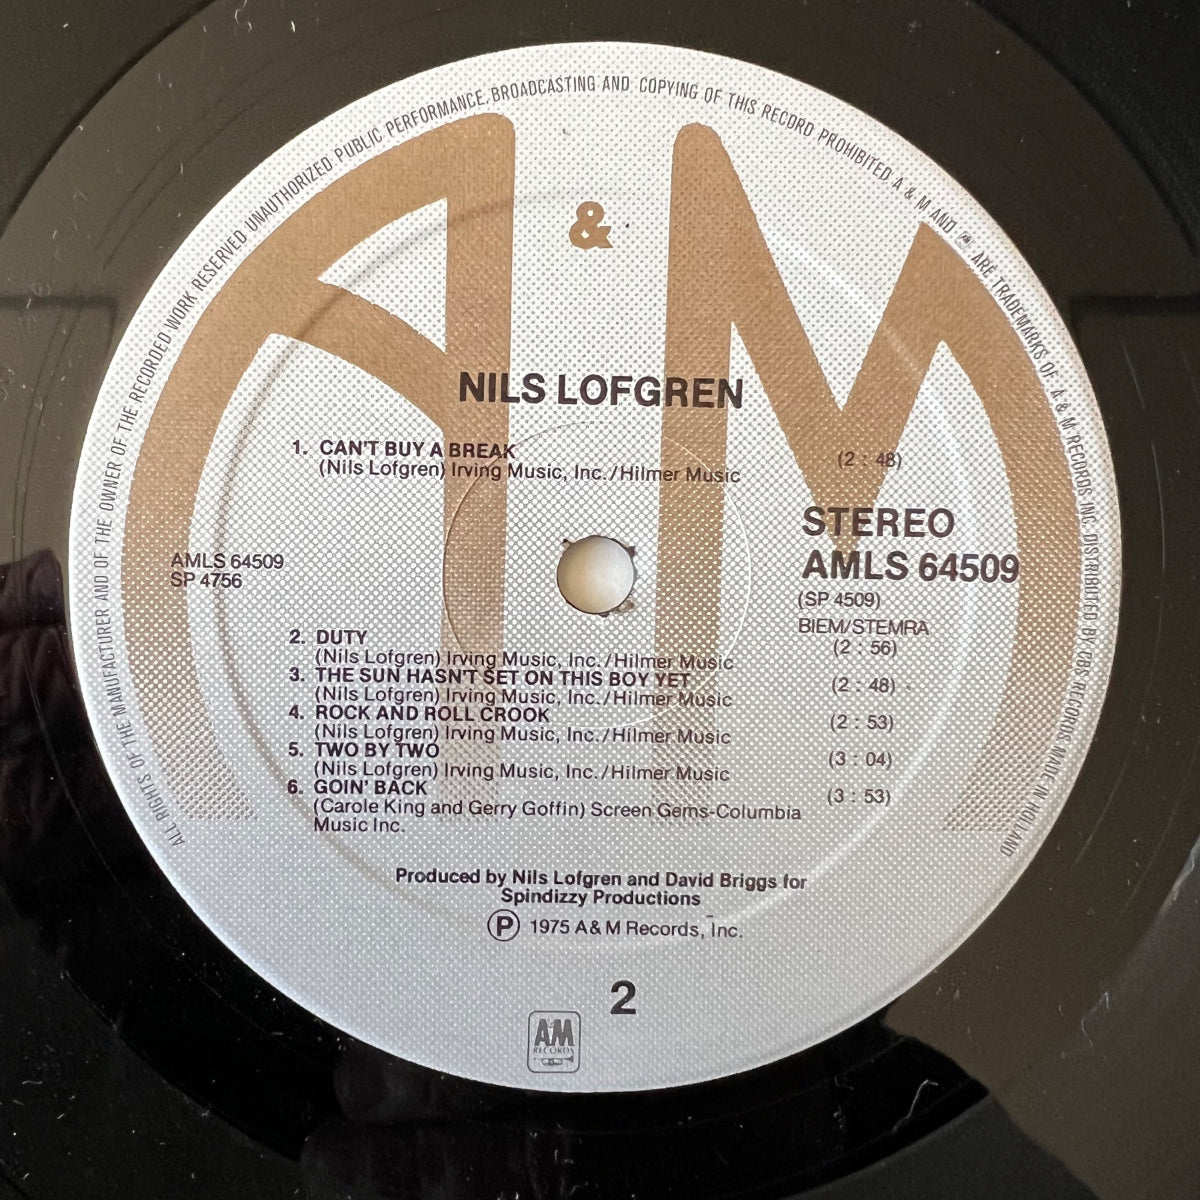 ALL RIGHTS OF THE MANUFACTURER AND OF THE OWNER OF THE RECORDED WORK RESERVED UNAUTHORIZED PUBLIC PERFORMANCE, BROADCASTING AND COPYING OF THIS RECORD PROHIBITED A & M AND ARE TRADEMARKS OF A & M RECORDS INC. DISTRIBUTED BY CBS RECORDS MADE IN HOLLAND
A & M
NILS LOFGREN
1. CAN'T BUY A BREAK
(Nils Lofgren) Irving Music, Inc./Hilmer Music (2 : 48)
STEREO
AMLS 64509
(SP 4509)
BIEM/STEMRA
AMLS 64509
SP 4756
2. DUTY (2 : 56)
(Nils Lofgren) Irving Music, Inc./Hilmer Music
3. THE SUN HASN'T SET ON THIS BOY YET (2 : 48)
(Nils Lofgren) Irving Music, Inc./Hilmer Music
4. ROCK AND ROLL CROOK (2 : 53)
(Nils Lofgren) Irving Music, Inc./Hilmer Music
5. TWO BY TWO (3 : 04)
(Nils Lofgren) Irving Music, Inc./Hilmer Music
6. GOIN' BACK (3 : 53)
(Carole King and Gerry Goffin) Screen Gems-Columbia
Music Inc.
Produced by Nils Lofgren and David Briggs for
Spindizzy Productions
Ⓟ 1975 A & M Records, Inc.
2
A&M
RECORDS